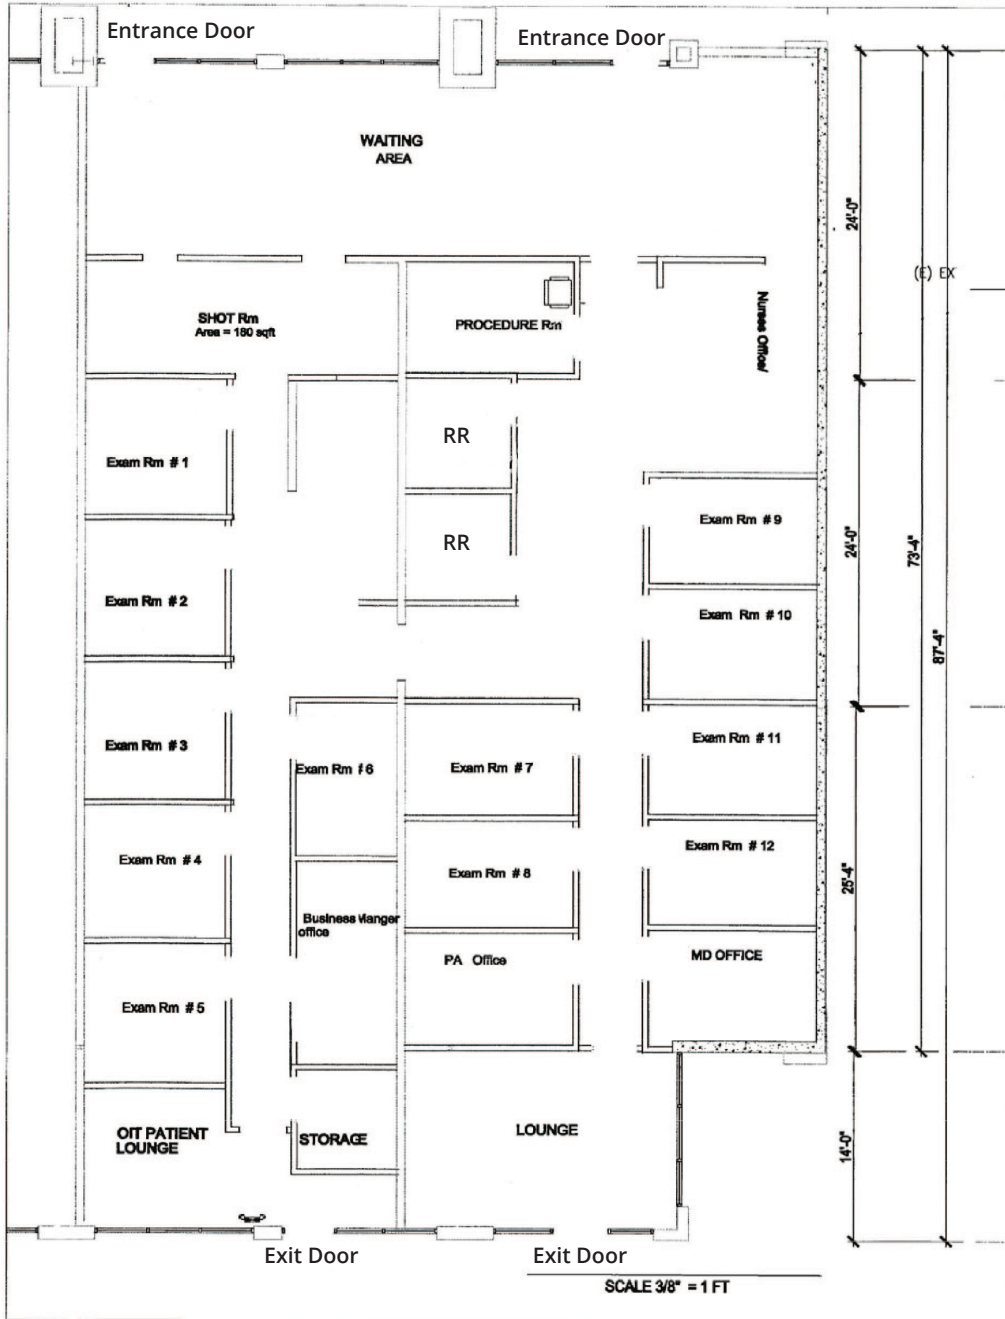 Entrance Door
Entrance Door
WAITING
AREA
24'-0"
(E) EX
SHOT Rm
Area = 180 sqft
PROCEDURE Rm
Nurses Office/
RR
Exam Rm # 1
RR
Exam Rm # 9
24'-0"
73'-4"
Exam Rm # 2
Exam Rm # 10
87'-4"
Exam Rm # 3
Exam Rm # 11
Exam Rm # 6
Exam Rm # 7
Exam Rm # 4
Exam Rm # 8
Exam Rm # 12
25'-4"
Business Manger
office
PA Office
MD OFFICE
Exam Rm # 5
OIT PATIENT
LOUNGE
STORAGE
LOUNGE
14'-0"
Exit Door
Exit Door
SCALE 3/8" = 1 FT